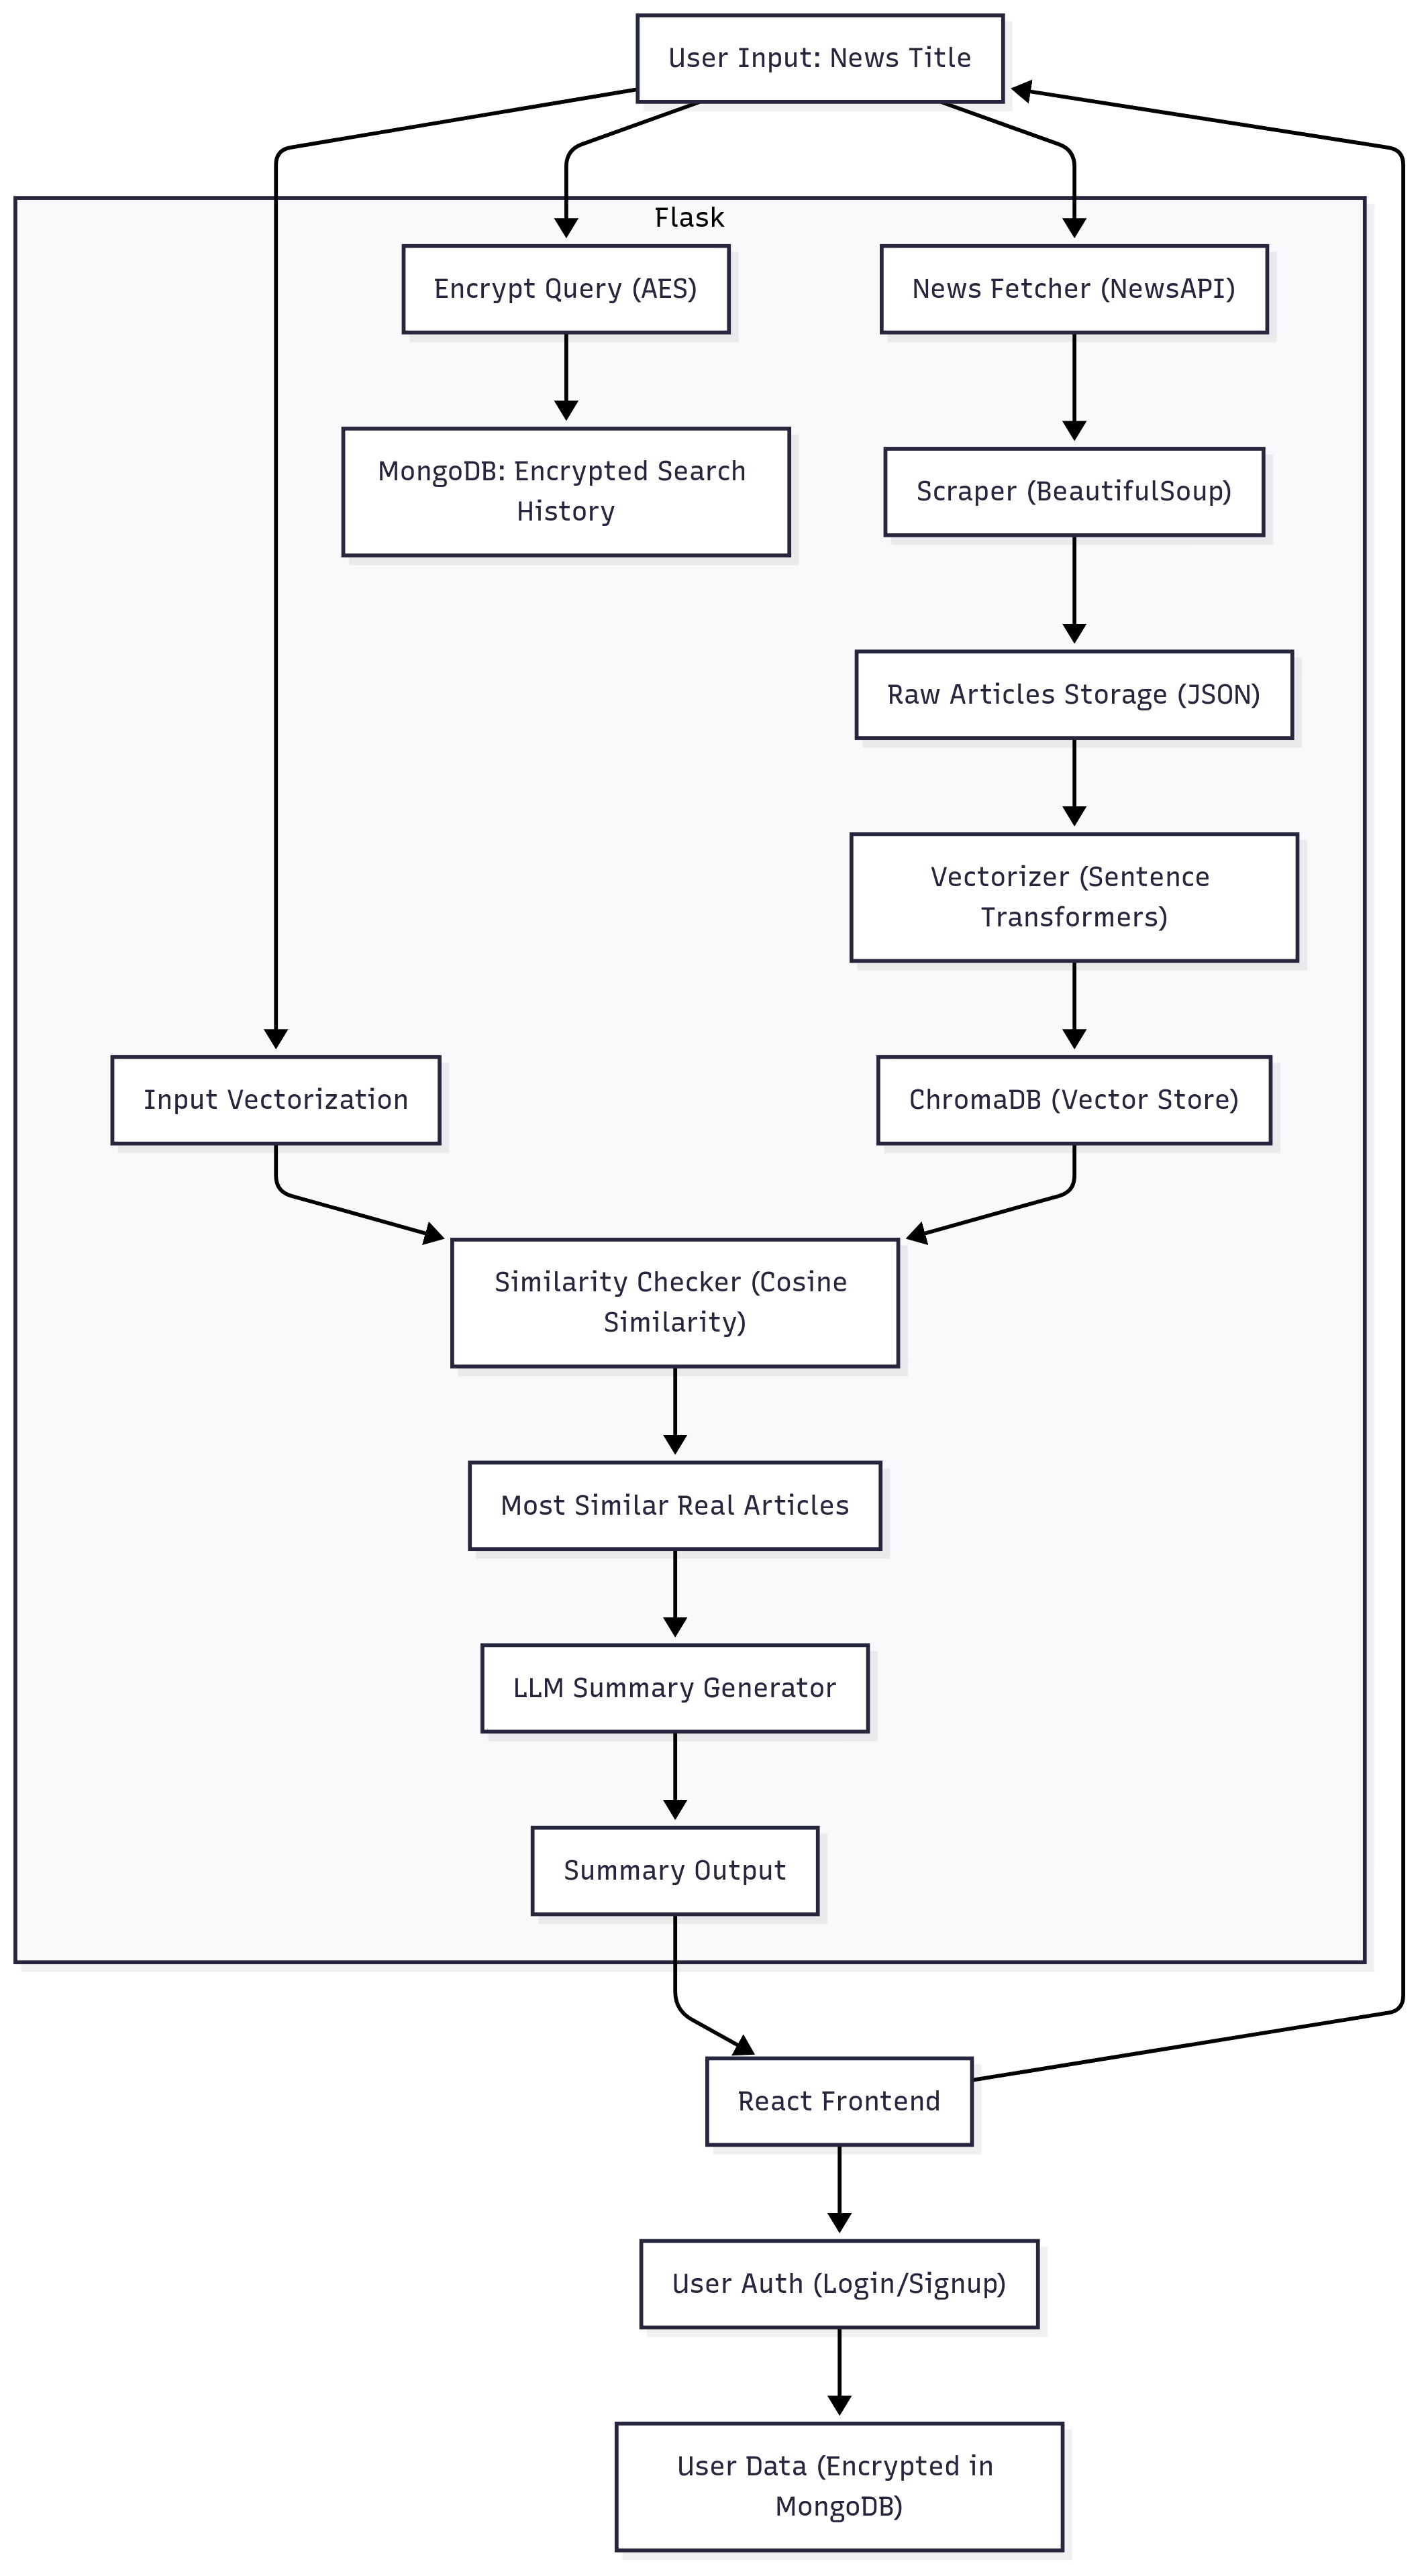 User Input: News Title
Flask
Encrypt Query (AES)
News Fetcher (NewsAPI)
MongoDB: Encrypted Search
History
Scraper (BeautifulSoup)
Raw Articles Storage (JSON)
Vectorizer (Sentence
Transformers)
Input Vectorization
ChromaDB (Vector Store)
Similarity Checker (Cosine
Similarity)
Most Similar Real Articles
LLM Summary Generator
Summary Output
React Frontend
User Auth (Login/Signup)
User Data (Encrypted in
MongoDB)